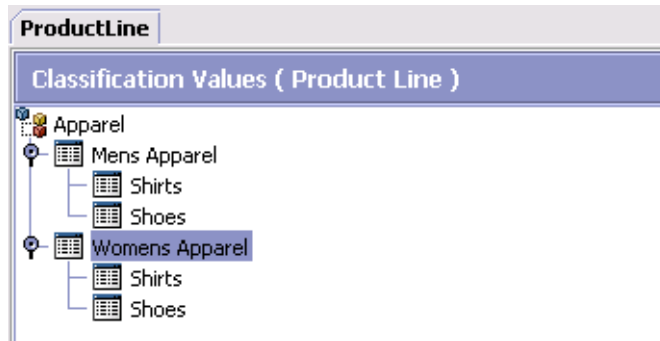 ProductLine
Classification Values ( Product Line )
Apparel
Mens Apparel
Shirts
Shoes
Womens Apparel
Shirts
Shoes